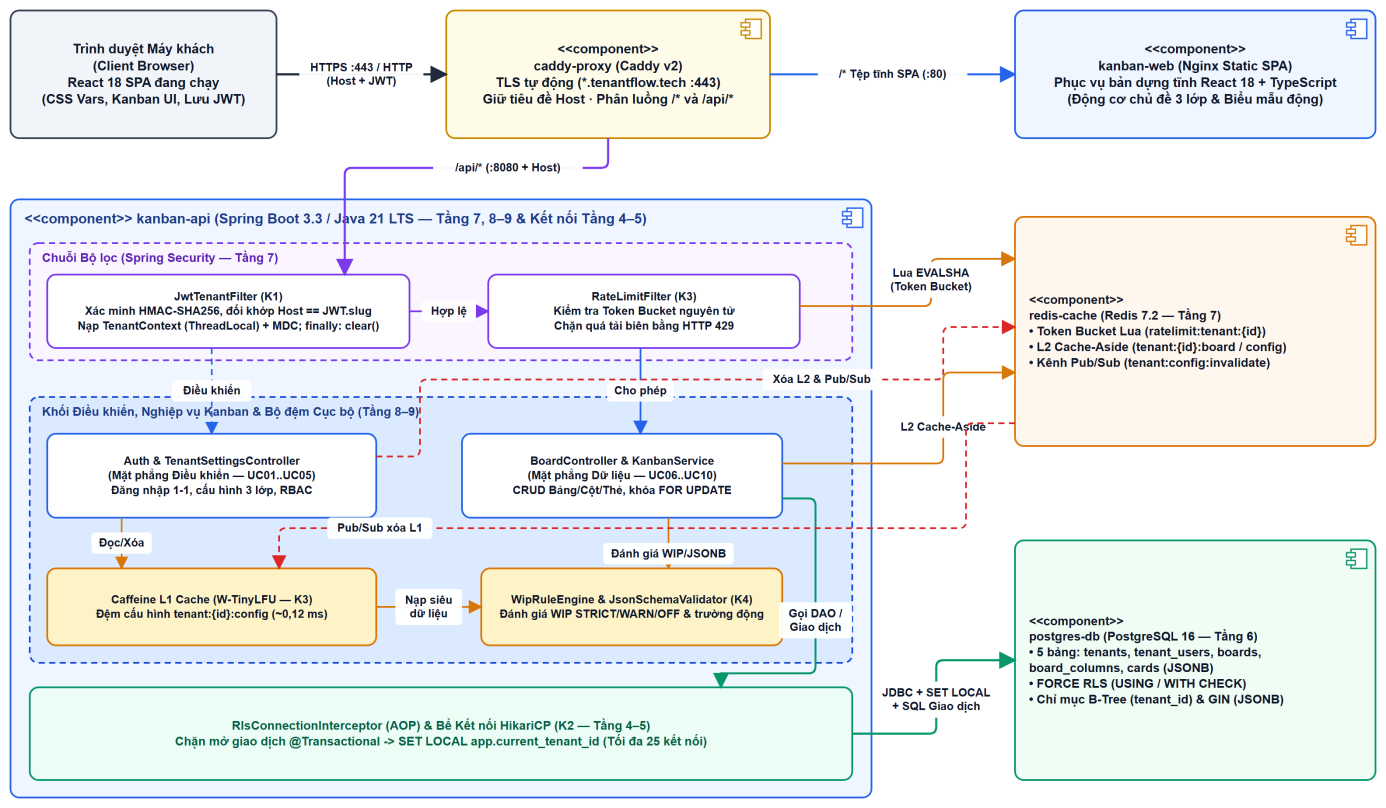 Trình duyệt Máy khách
(Client Browser)
React 18 SPA đang chạy
(CSS Vars, Kanban UI, Lưu JWT)
HTTPS :443 / HTTP
(Host + JWT)
<<component>>
caddy-proxy (Caddy v2)
TLS tự động (*.tenantflow.tech :443)
Giữ tiêu đề Host · Phân luồng /* và /api/*
/* Tệp tĩnh SPA (:80)
<<component>>
kanban-web (Nginx Static SPA)
Phục vụ bản dựng tĩnh React 18 + TypeScript
(Động cơ chủ đề 3 lớp & Biểu mẫu động)
/api/* (:8080 + Host)
<<component>> kanban-api (Spring Boot 3.3 / Java 21 LTS — Tầng 7, 8–9 & Kết nối Tầng 4–5)
Chuỗi Bộ lọc (Spring Security — Tầng 7)
JwtTenantFilter (K1)
Xác minh HMAC-SHA256, đối khớp Host == JWT.slug
Nạp TenantContext (ThreadLocal) + MDC; finally: clear()
Hợp lệ
RateLimitFilter (K3)
Kiểm tra Token Bucket nguyên tử
Chặn quá tải biên bằng HTTP 429
Lua EVALSHA
(Token Bucket)
<<component>>
redis-cache (Redis 7.2 — Tầng 7)
• Token Bucket Lua (ratelimit:tenant:{id})
• L2 Cache-Aside (tenant:{id}:board / config)
• Kênh Pub/Sub (tenant:config:invalidate)
Điều khiển
Cho phép
Xóa L2 & Pub/Sub
Khối Điều khiển, Nghiệp vụ Kanban & Bộ đệm Cục bộ (Tầng 8–9)
L2 Cache-Aside
Auth & TenantSettingsController
(Mặt phẳng Điều khiển — UC01..UC05)
Đăng nhập 1-1, cấu hình 3 lớp, RBAC
BoardController & KanbanService
(Mặt phẳng Dữ liệu — UC06..UC10)
CRUD Bảng/Cột/Thẻ, khóa FOR UPDATE
Pub/Sub xóa L1
Đọc/Xóa
Đánh giá WIP/JSONB
Caffeine L1 Cache (W-TinyLFU — K3)
Đệm cấu hình tenant:{id}:config (~0,12 ms)
Nạp siêu
dữ liệu
WipRuleEngine & JsonSchemaValidator (K4)
Đánh giá WIP STRICT/WARN/OFF & trường động
Gọi DAO /
Giao dịch
<<component>>
postgres-db (PostgreSQL 16 — Tầng 6)
• 5 bảng: tenants, tenant_users, boards,
board_columns, cards (JSONB)
• FORCE RLS (USING / WITH CHECK)
• Chỉ mục B-Tree (tenant_id) & GIN (JSONB)
JDBC + SET LOCAL
+ SQL Giao dịch
RlsConnectionInterceptor (AOP) & Bể Kết nối HikariCP (K2 — Tầng 4–5)
Chặn mở giao dịch @Transactional -> SET LOCAL app.current_tenant_id (Tối đa 25 kết nối)